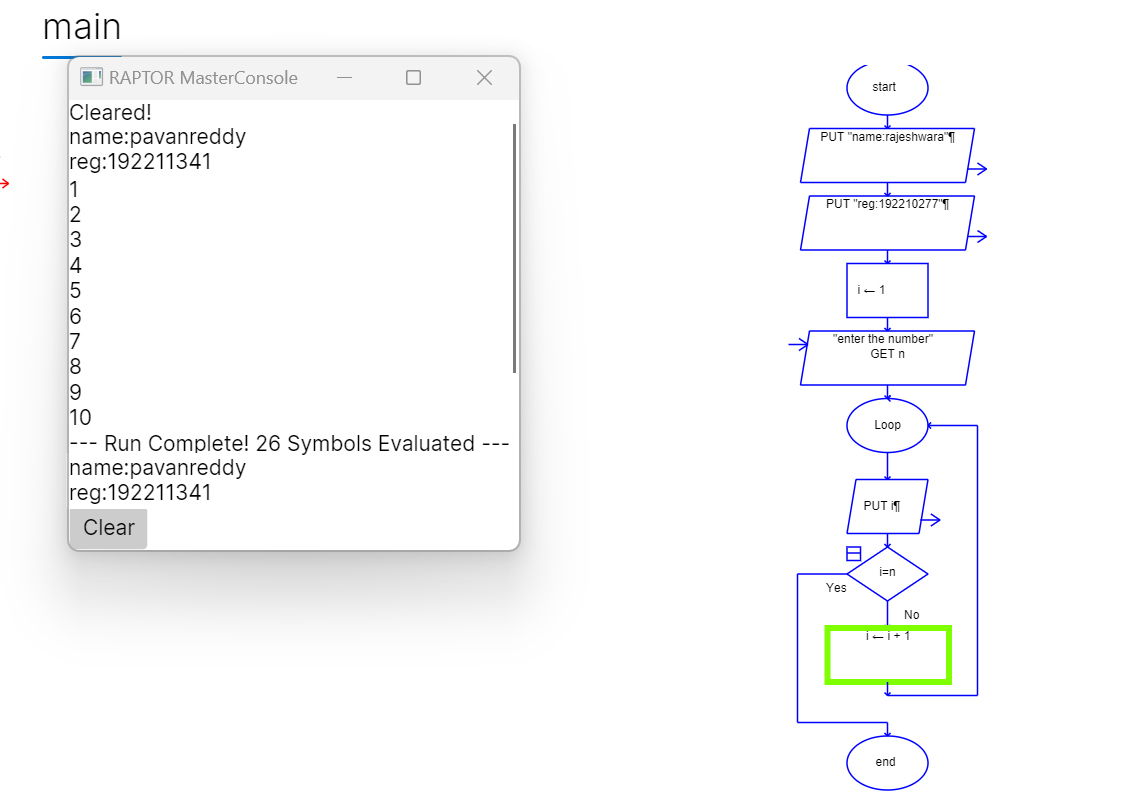 main
RAPTOR MasterConsole
Cleared!
name:pavanreddy
reg:192211341
1
2
3
4
5
6
7
8
9
10
--- Run Complete! 26 Symbols Evaluated ---
name:pavanreddy
reg:192211341
Clear
start
PUT "name:rajeshwara"¶
PUT "reg:192210277"¶
i ← 1
"enter the number"
GET n
Loop
PUT i¶
i=n
Yes
No
i ← i + 1
end